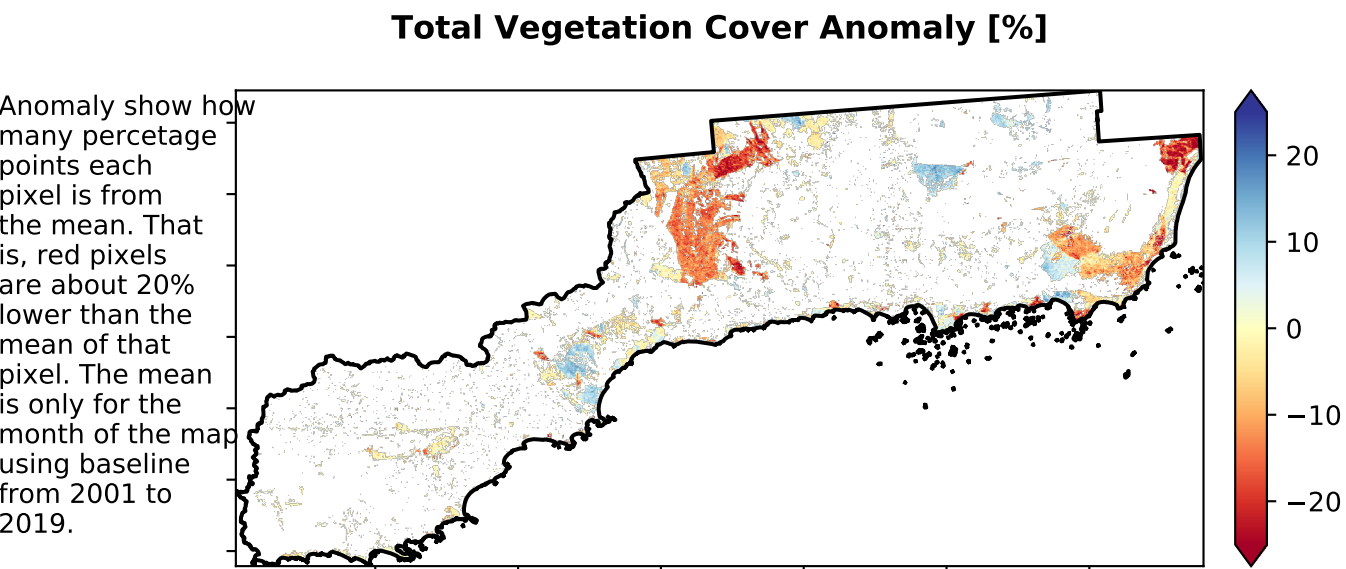 Total Vegetation Cover Anomaly [%]
Anomaly show how
many percetage
points each
pixel is from
the mean. That
is, red pixels
are about 20%
lower than the
mean of that
pixel. The mean
is only for the
month of the map
using baseline
from 2001 to
2019.
20
10
0
−10
−20